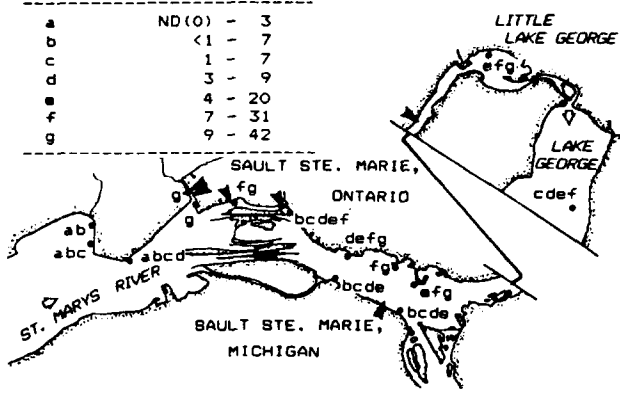 a ND(0) - 3
b <1 - 7
c 1 - 7
d 3 - 9
e 4 - 20
f 7 - 31
g 9 - 42
LITTLE
LAKE GEORGE
efg
LAKE
GEORGE
cdef
SAULT STE. MARIE,
ONTARIO
g
g
fg
bcdef
ab
abc
abcd
defg
fg
efg
bcde
bcde
ST. MARYS RIVER
SAULT STE. MARIE,
MICHIGAN